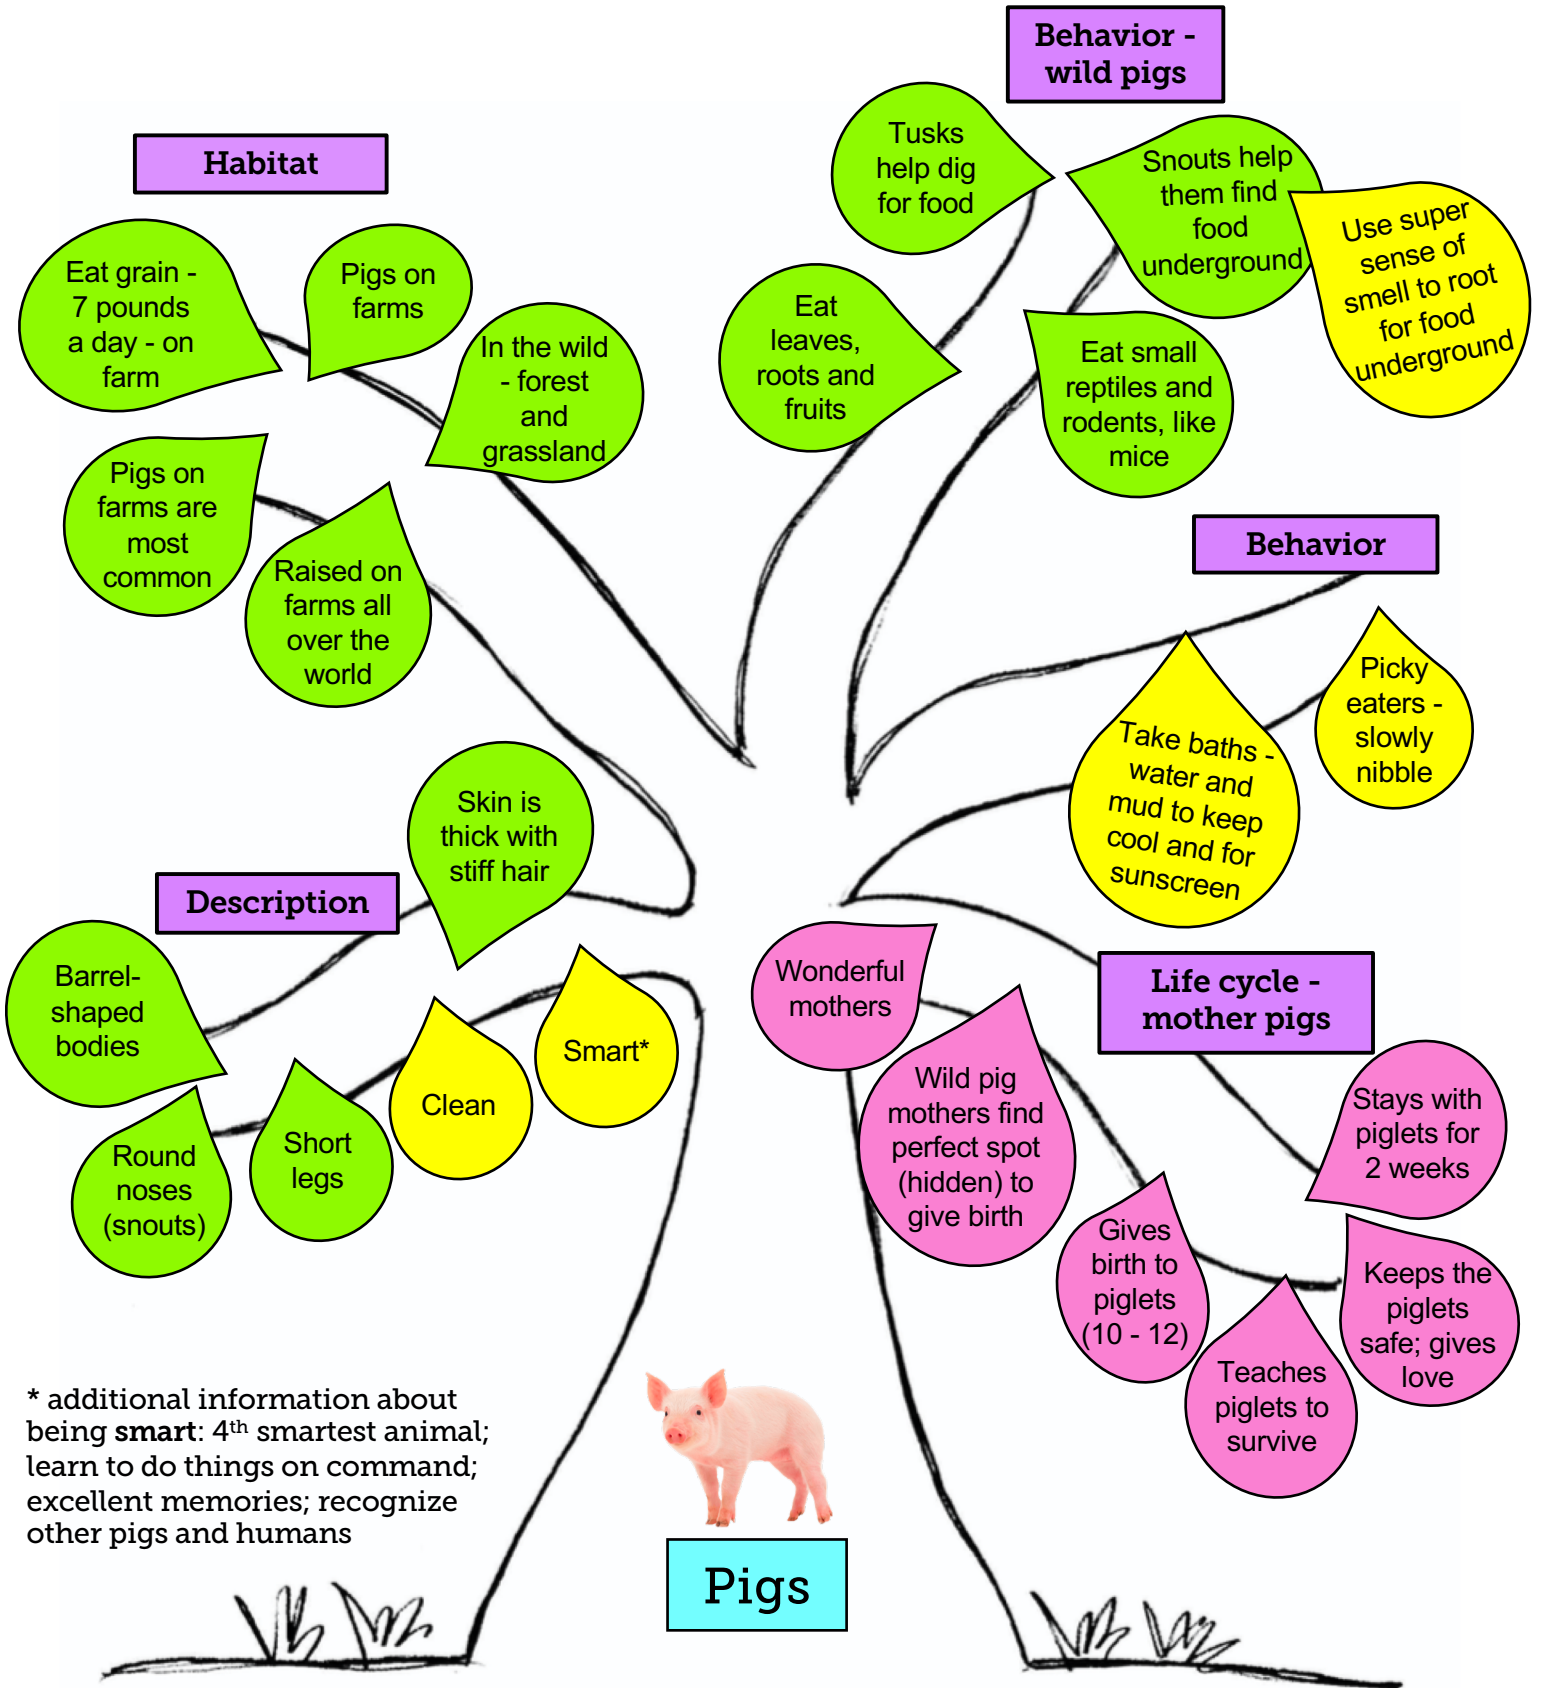 Behavior -
wild pigs
Tusks
help dig
for food
Snouts help
them find
food
underground
Use super
sense of
smell to root
for food
underground
Eat
leaves,
roots and
fruits
Eat small
reptiles and
rodents, like
mice
Habitat
Eat grain -
7 pounds
a day - on
farm
Pigs on
farms
In the wild
- forest
and
grassland
Pigs on
farms are
most
common
Raised on
farms all
over the
world
Behavior
Take baths -
water and
mud to keep
cool and for
sunscreen
Picky
eaters -
slowly
nibble
Description
Skin is
thick with
stiff hair
Barrel-
shaped
bodies
Round
noses
(snouts)
Short
legs
Clean
Smart*
Life cycle -
mother pigs
Wonderful
mothers
Wild pig
mothers find
perfect spot
(hidden) to
give birth
Gives
birth to
piglets
(10 - 12)
Teaches
piglets to
survive
Keeps the
piglets
safe; gives
love
Stays with
piglets for
2 weeks
* additional information about
being smart: 4th smartest animal;
learn to do things on command;
excellent memories; recognize
other pigs and humans
Pigs